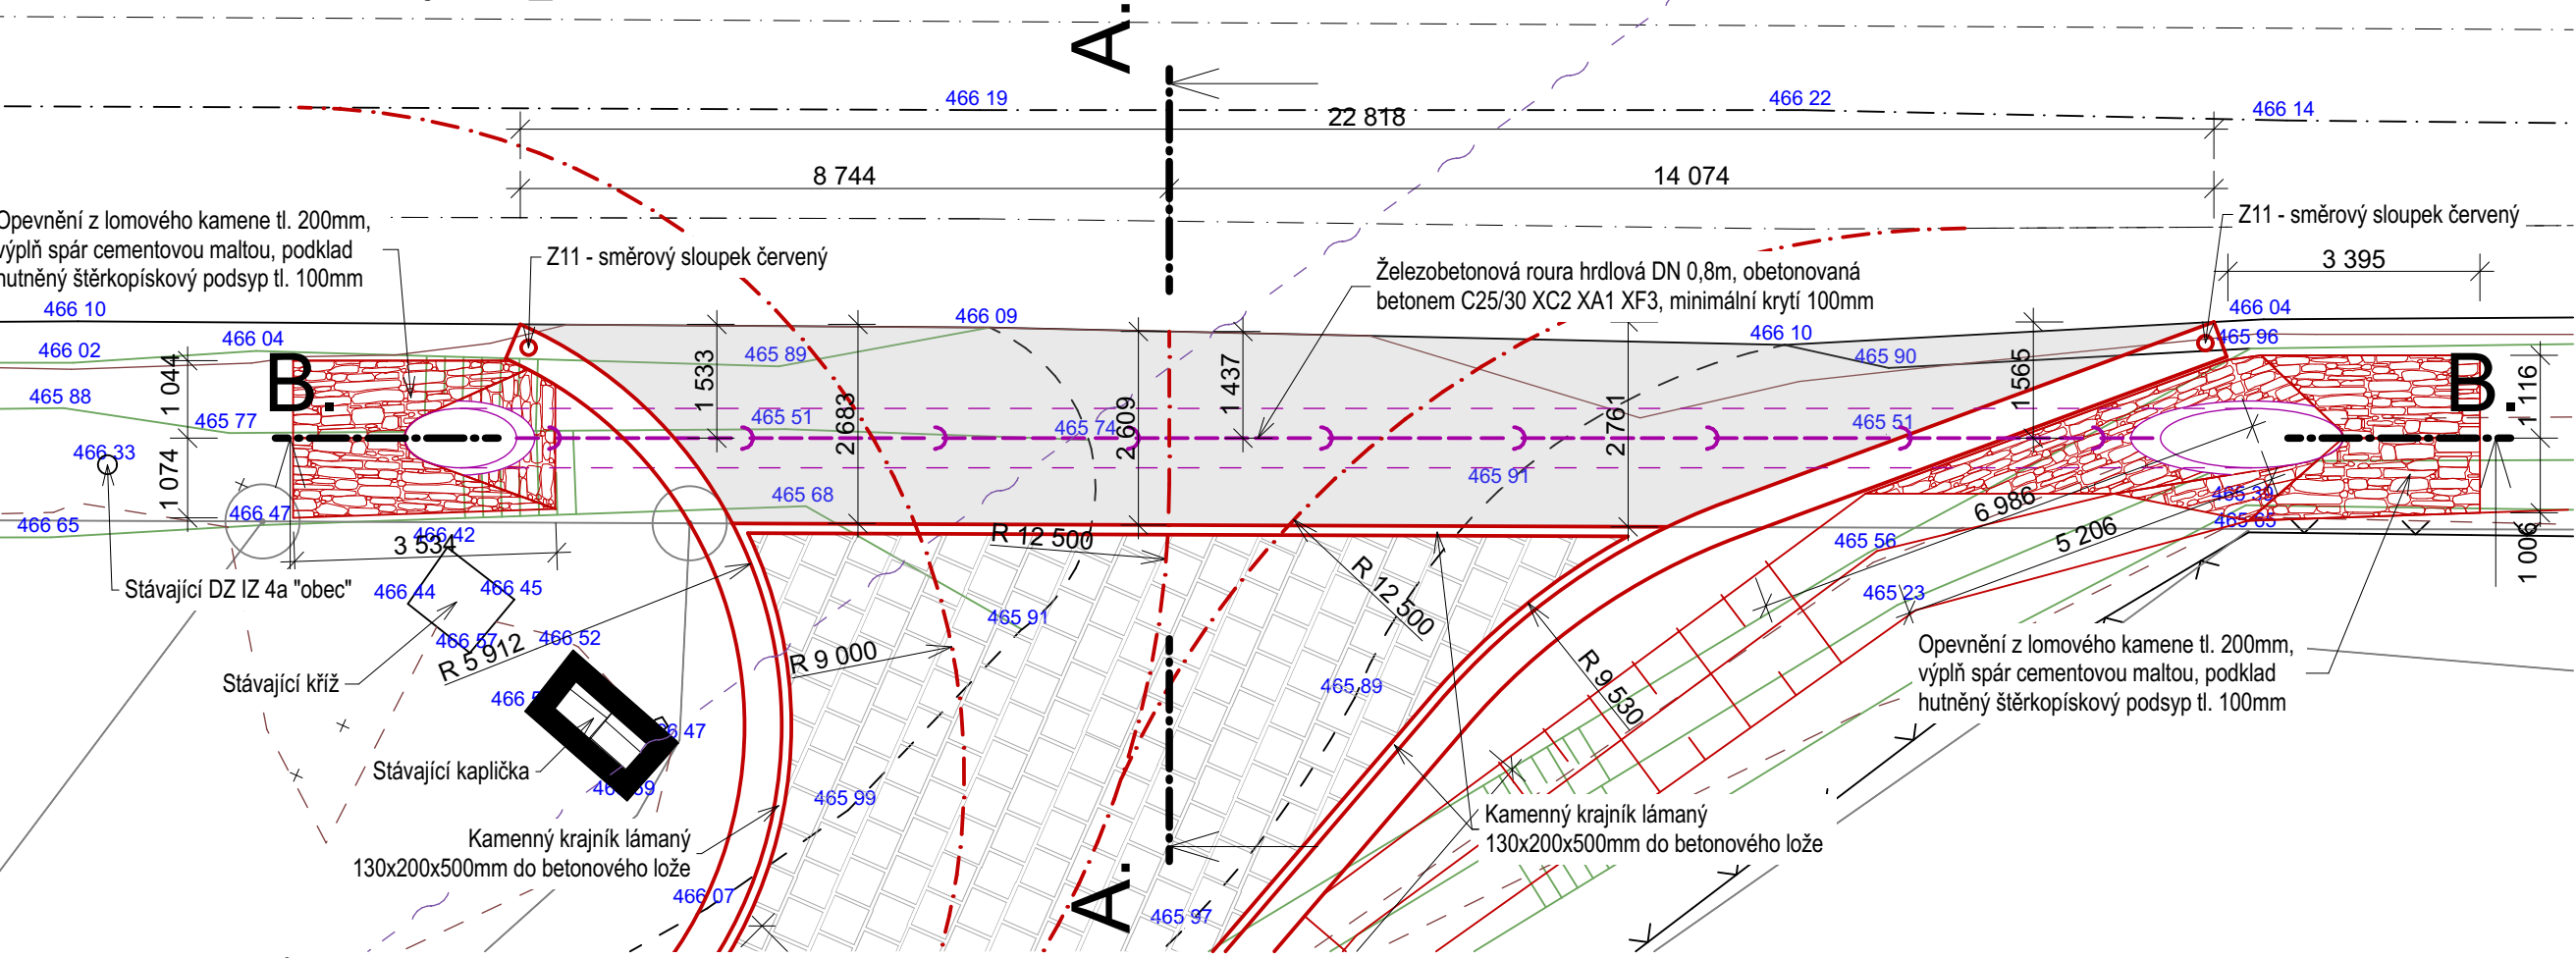 A.
466 19
466 22
466 14
22 818
8 744
14 074
Opevnění z lomového kamene tl. 200mm,
výplň spár cementovou maltou, podklad
hutněný štěrkopískový podsyp tl. 100mm
Z11 - směrový sloupek červený
Z11 - směrový sloupek červený
3 395
Železobetonová roura hrdlová DN 0,8m, obetonovaná
betonem C25/30 XC2 XA1 XF3, minimální krytí 100mm
466 10
466 04
466 09
466 10
466 04
466 02
465 89
465 90
465 96
1 044
B.
1 533
2 683
2 609
1 437
2 761
1 565
B.
1 116
465 88
465 77
465 51
465 74
465 51
466 33
1 074
465 68
465 91
465 39
465 65
466 47
466 65
466 42
3 534
R 12 500
R 12 500
6 986
5 206
1 006
465 56
465 23
Stávající DZ IZ 4a "obec"
466 44
466 45
466 57
466 52
R 5 912
R 9 000
465 91
465 89
R 9 530
Stávající kříž
Opevnění z lomového kamene tl. 200mm,
výplň spár cementovou maltou, podklad
hutněný štěrkopískový podsyp tl. 100mm
Stávající kaplička
465 99
Kamenný krajník lámaný
130x200x500mm do betonového lože
Kamenný krajník lámaný
130x200x500mm do betonového lože
466 07
A.
465 97